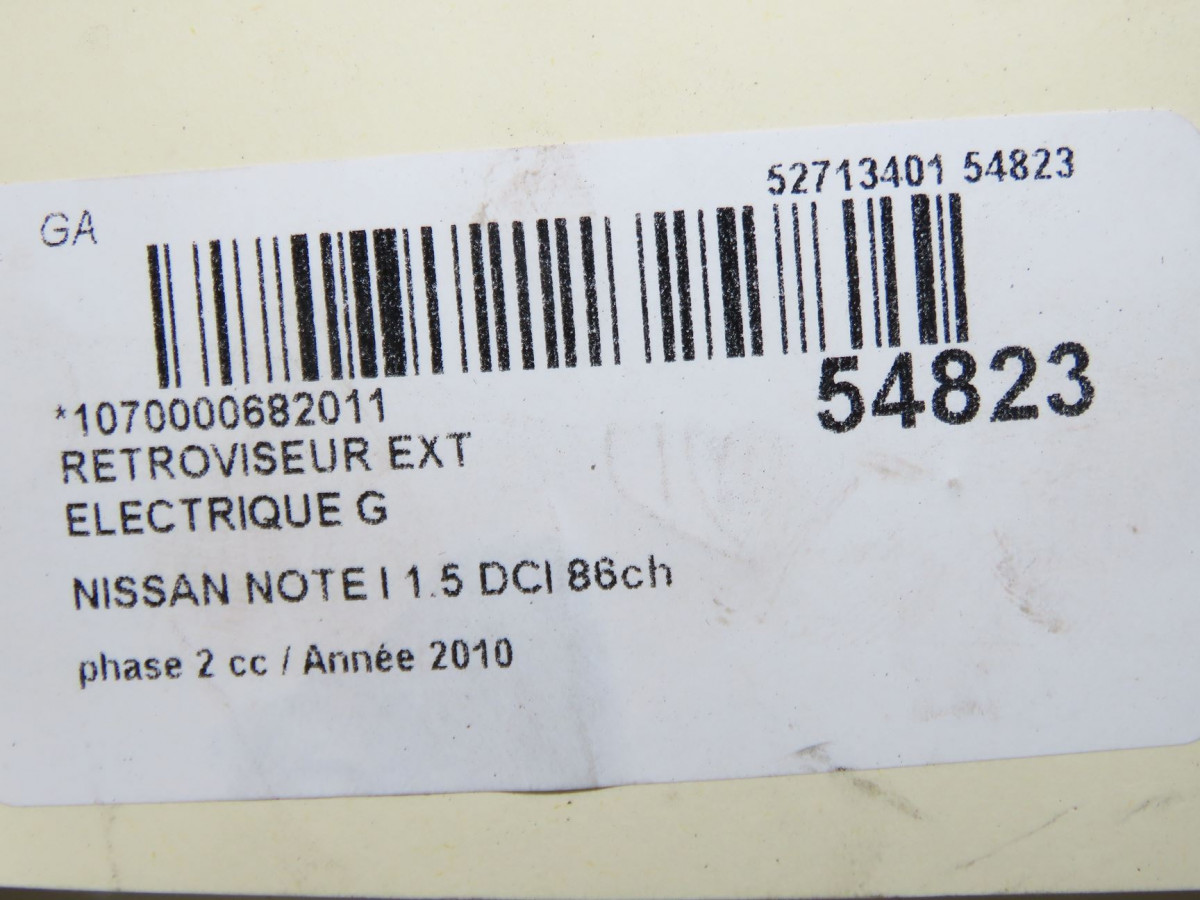 52713401 54823
GA
54823
*1070000682011
RETROVISEUR EXT
ELECTRIQUE G
NISSAN NOTE I 1.5 DCI 86ch
phase 2 cc / Année 2010